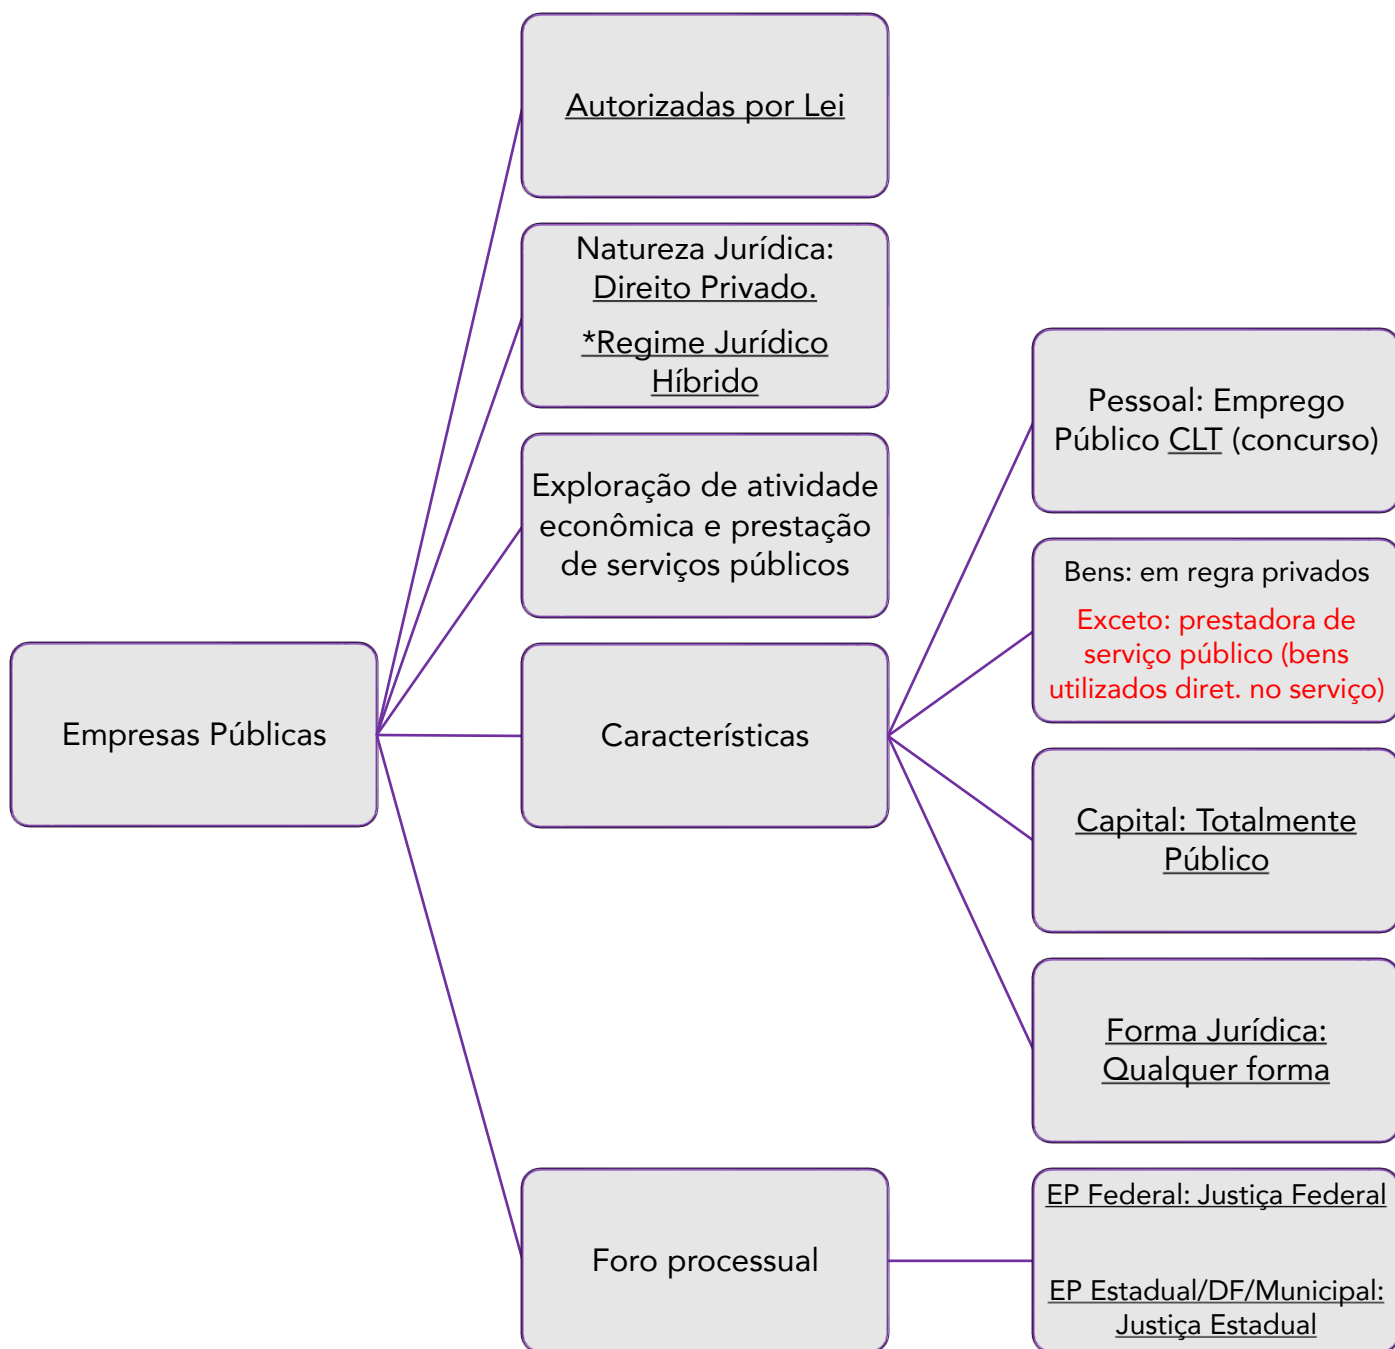 Autorizadas por Lei
Natureza Jurídica:
Direito Privado.
*Regime Jurídico
Híbrido
Exploração de atividade
econômica e prestação
de serviços públicos
Empresas Públicas
Características
Pessoal: Emprego
Público CLT (concurso)
Bens: em regra privados
Exceto: prestadora de
serviço público (bens
utilizados diret. no serviço)
Capital: Totalmente
Público
Forma Jurídica:
Qualquer forma
Foro processual
EP Federal: Justiça Federal
EP Estadual/DF/Municipal:
Justiça Estadual